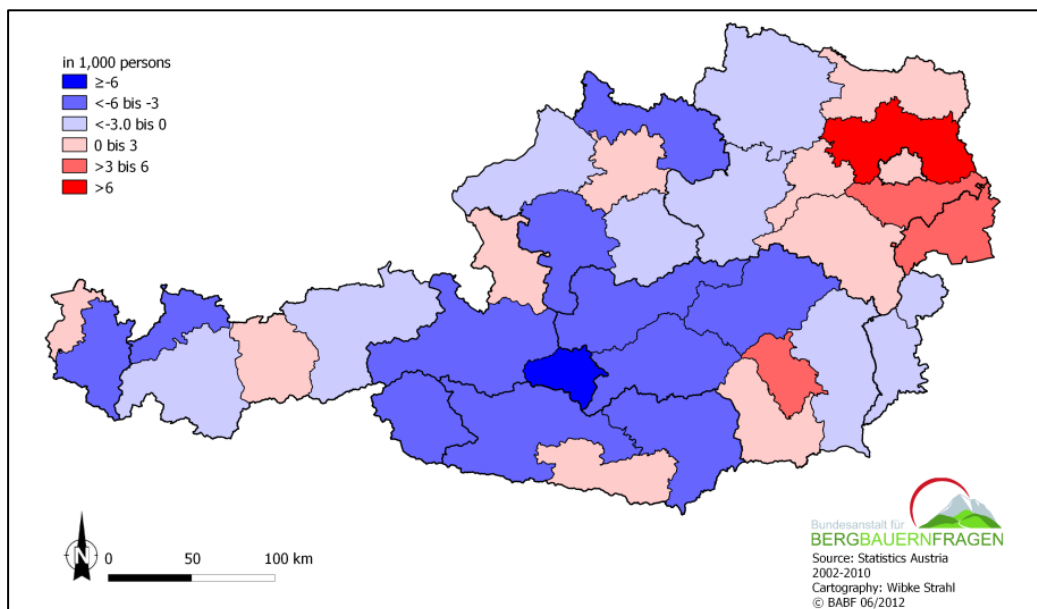 in 1,000 persons
≥-6
<-6 bis -3
<-3.0 bis 0
0 bis 3
>3 bis 6
>6
N
0 50 100 km
Bundesanstalt für
BERGBAUERNFRAGEN
Source: Statistics Austria
2002-2010
Cartography: Wibke Strahl
© BABF 06/2012